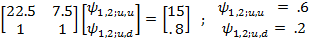 [22.5 7.5] [ψ1,2;u,u] = [15] ; ψ1,2;u,u = .6
[1 1] [ψ1,2;u,d] = [.8] ψ1,2;u,d = .2